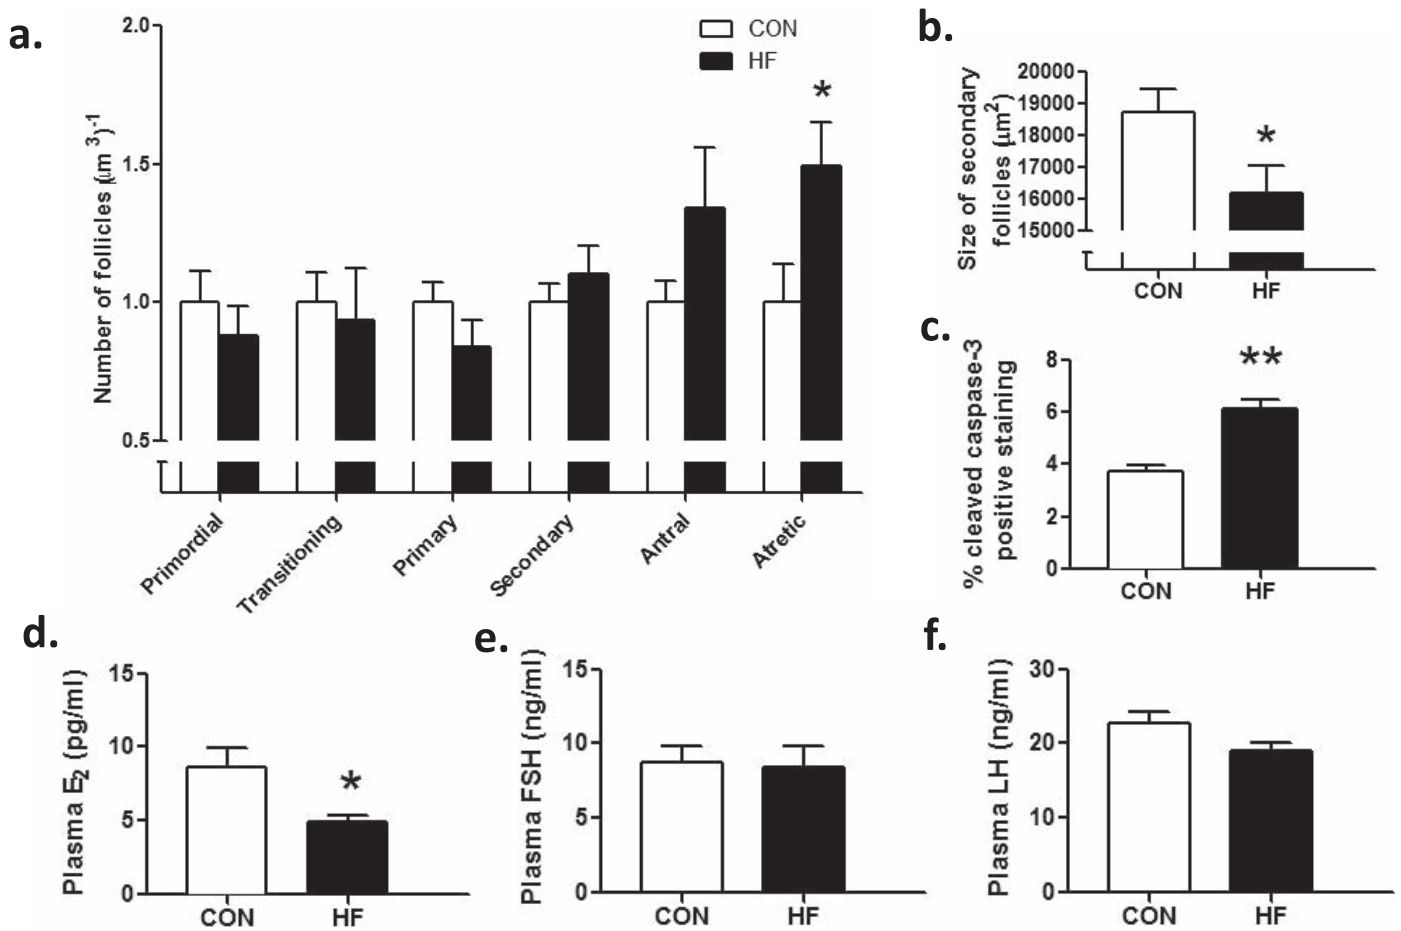 a.
2.0
1.5
1.0
0.5
Number of follicles (μm³)-1
CON
HF
*
Primordial
Transitioning
Primary
Secondary
Antral
Atretic
b.
Size of secondary
follicles (μm²)
20000
19000
18000
17000
16000
15000
*
CON
HF
c.
% cleaved caspase-3
positive staining
8
6
4
2
0
**
CON
HF
d.
Plasma E₂ (pg/ml)
15
10
5
0
*
CON
HF
e.
Plasma FSH (ng/ml)
15
10
5
0
CON
HF
f.
Plasma LH (ng/ml)
30
20
10
0
CON
HF